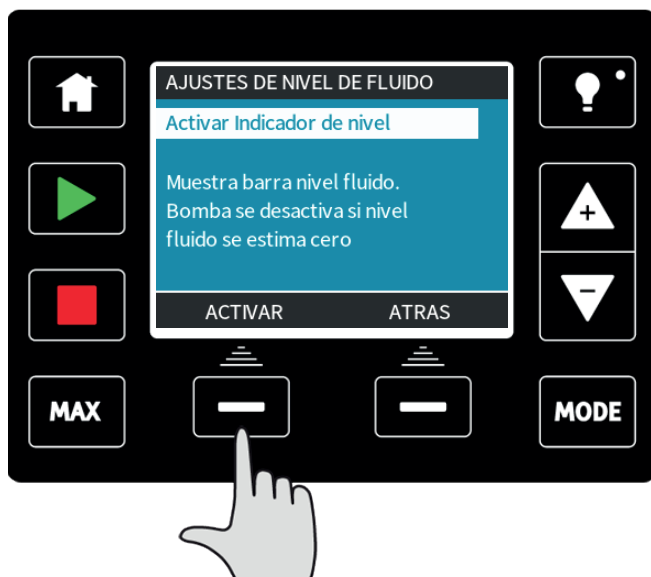 AJUSTES DE NIVEL DE FLUIDO
Activar Indicador de nivel
Muestra barra nivel fluido.
Bomba se desactiva si nivel
fluido se estima cero
ACTIVAR ATRAS
+
-
MAX
MODE